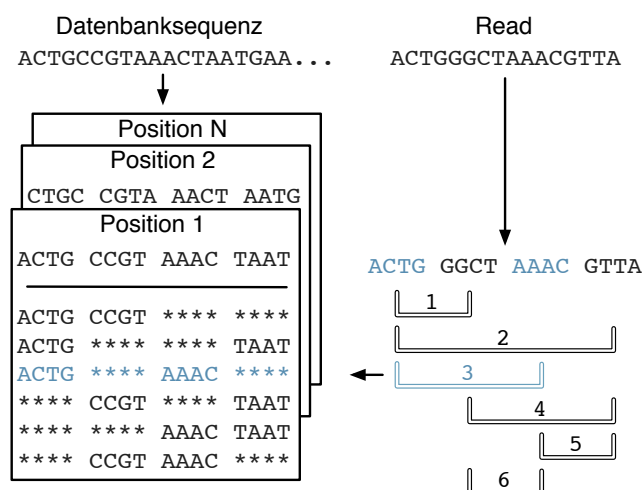 Datenbanksequenz
ACTGCCGTAAACTAATGAA...
Position N
Position 2
CTGC CCGTA AACT AATG
Position 1
ACTG CCGT AAAC TAAT
ACTG CCGT **** ****
ACTG **** **** TAAT
ACTG **** AAAC ****
**** CCGT **** TAAT
**** **** AAAC TAAT
**** CCGT AAAC ****
Read
ACTGGGCTAAACGTTA
ACTG GGCT AAAC GTTA
1
2
3
4
5
6